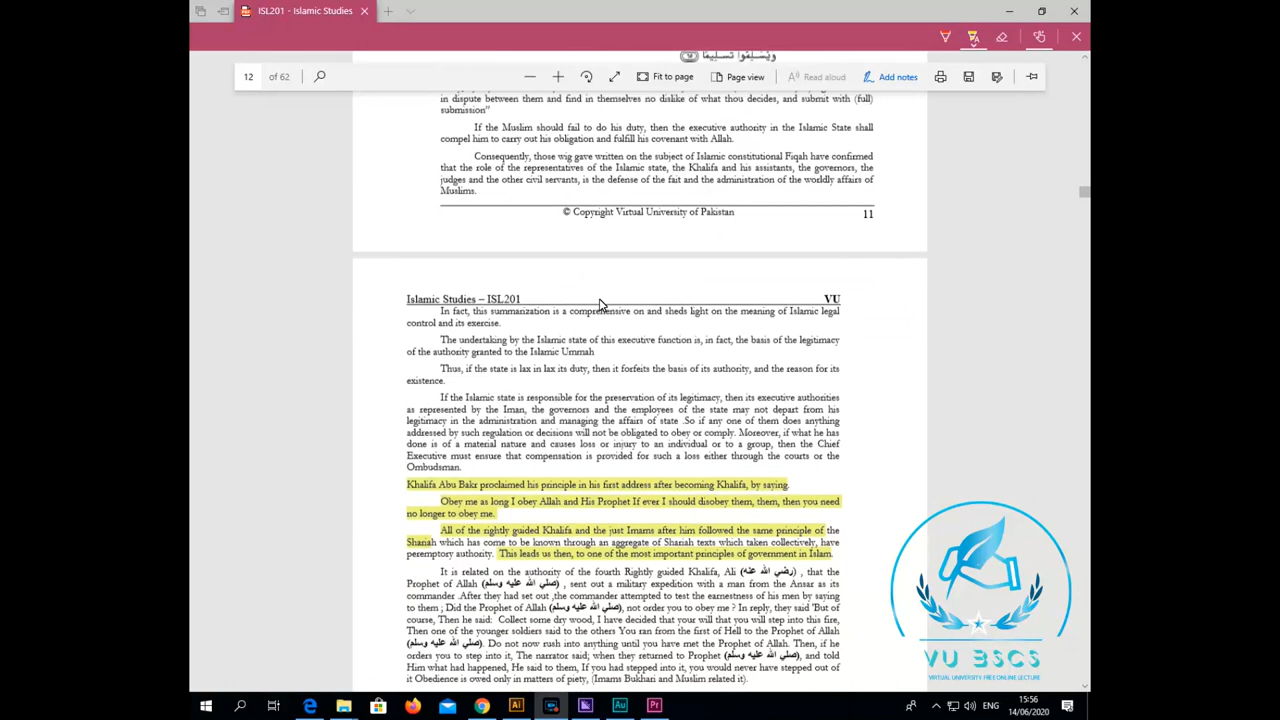 ISL201 - Islamic Studies
12 of 62
Fit to page
Page view
Read aloud
Add notes
وَيُسَلِّمُوْا تَسْلِيْمًا
in dispute between them and find in themselves no dislike of what thou decides, and submit with (full)
submission"
If the Muslim should fail to do his duty, then the executive authority in the Islamic State shall
compel him to carry out his obligation and fulfill his covenant with Allah.
Consequently, those wig gave written on the subject of Islamic constitutional Fiqah have confirmed
that the role of the representatives of the Islamic state, the Khalifa and his assistants, the governors, the
judges and the other civil servants, is the defense of the fait and the administration of the worldly affairs of
Muslims.
© Copyright Virtual University of Pakistan
11
Islamic Studies – ISL201
VU
In fact, this summarization is a comprehensive on and sheds light on the meaning of Islamic legal
control and its exercise.
The undertaking by the Islamic state of this executive function is, in fact, the basis of the legitimacy
of the authority granted to the Islamic Ummah
Thus, if the state is lax in lax its duty, then it forfeits the basis of its authority, and the reason for its
existence.
If the Islamic state is responsible for the preservation of its legitimacy, then its executive authorities
as represented by the Iman, the governors and the employees of the state may not depart from his
legitimacy in the administration and managing the affairs of state .So if any one of them does anything
addressed by such regulation or decisions will not be obligated to obey or comply. Moreover, if what he has
done is of a material nature and causes loss or injury to an individual or to a group, then the Chief
Executive must ensure that compensation is provided for such a loss either through the courts or the
Ombudsman.
Khalifa Abu Bakr proclaimed his principle in his first address after becoming Khalifa, by saying.
Obey me as long I obey Allah and His Prophet If ever I should disobey them, them, then you need
no longer to obey me.
All of the rightly guided Khalifa and the just Imams after him followed the same principle of the
Shariah which has come to be known through an aggregate of Shariah texts which taken collectively, have
peremptory authority. This leads us then, to one of the most important principles of government in Islam.
It is related on the authority of the fourth Rightly guided Khalifa, Ali (رضي الله عنه) , that the
Prophet of Allah (صلي الله عليه وسلم) , sent out a military expedition with a man from the Ansar as its
commander .After they had set out ,the commander attempted to test the earnestness of his men by saying
to them ; Did the Prophet of Allah (صلي الله عليه وسلم), not order you to obey me ? In reply, they said 'But of
course, Then he said: Collect some dry wood, I have decided that your will that you will step into this fire,
Then one of the younger soldiers said to the others You ran from the first of Hell to the Prophet of Allah
(صلي الله عليه وسلم). Do not now rush into anything until you have met the Prophet of Allah. Then, if he
orders you to step into it, The narrator said; when they returned to Prophet (صلي الله عليه وسلم), and told
Him what had happened, He said to them, If you had stepped into it, you would never have stepped out of
it Obedience is owed only in matters of piety, (Imams Bukhari and Muslim related it).
VU BSCS
VIRTUAL UNIVERSITY FREE ONLINE LECTURE
ENG
15:56
14/06/2020